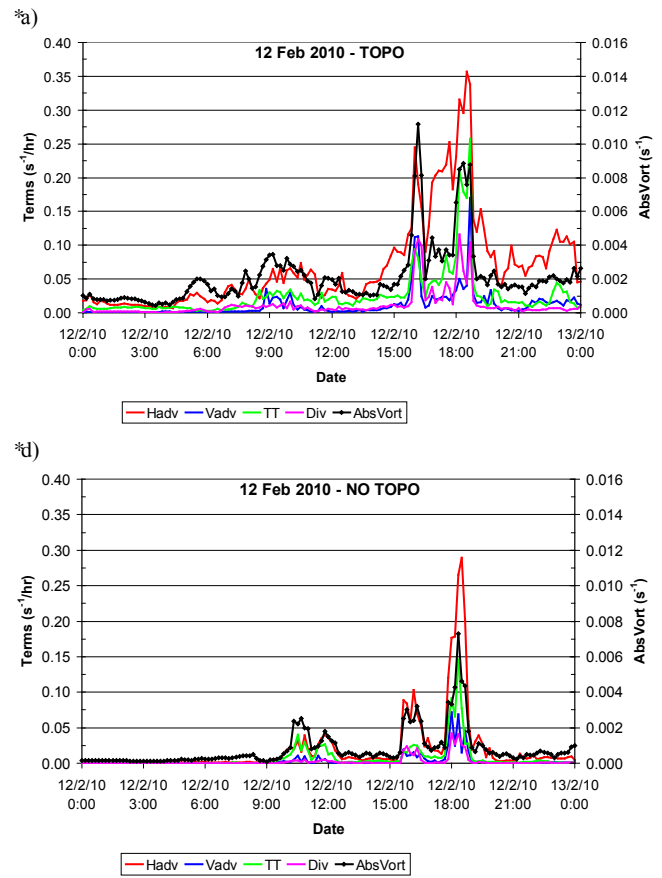 *a)
12 Feb 2010 - TOPO
Terms (s⁻¹/hr)
AbsVort (s⁻¹)
0.40
0.35
0.30
0.25
0.20
0.15
0.10
0.05
0.00
0.016
0.014
0.012
0.010
0.008
0.006
0.004
0.002
0.000
12/2/10 12/2/10 12/2/10 12/2/10 12/2/10 12/2/10 12/2/10 12/2/10 13/2/10
0:00 3:00 6:00 9:00 12:00 15:00 18:00 21:00 0:00
Date
Hadv Vadv TT Div AbsVort
*d)
12 Feb 2010 - NO TOPO
Terms (s⁻¹/hr)
AbsVort (s⁻¹)
0.40
0.35
0.30
0.25
0.20
0.15
0.10
0.05
0.00
0.016
0.014
0.012
0.010
0.008
0.006
0.004
0.002
0.000
12/2/10 12/2/10 12/2/10 12/2/10 12/2/10 12/2/10 12/2/10 12/2/10 13/2/10
0:00 3:00 6:00 9:00 12:00 15:00 18:00 21:00 0:00
Date
Hadv Vadv TT Div AbsVort